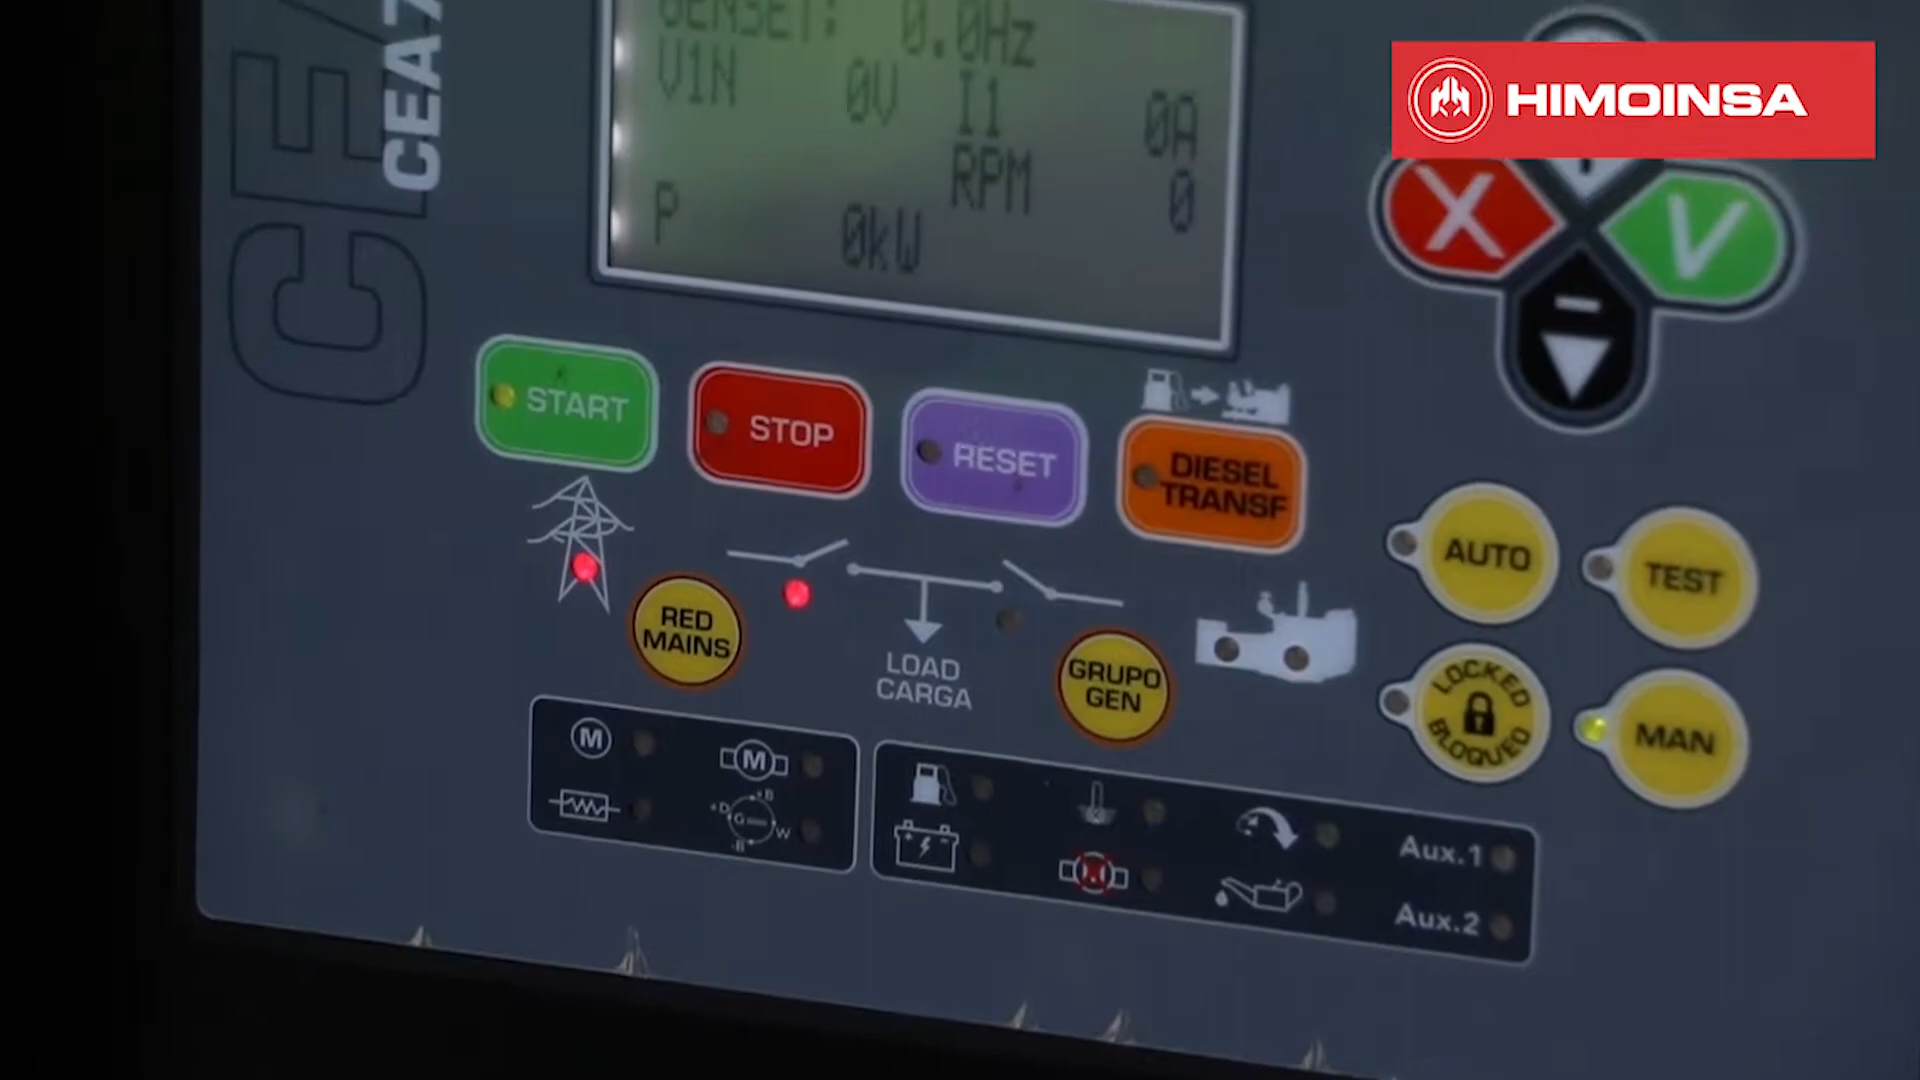 CEA7
GENSET: 0.0Hz
V1N 0V I1 0A
RPM 0
P 0kW
HIMOINSA
X
V
START
STOP
RESET
DIESEL
TRANSF
AUTO
TEST
RED
MAINS
LOAD
CARGA
GRUPO
GEN
LOCKED
BLOQUED
MAN
M
M
+B
+D
G
W
-B
Aux.1
Aux.2